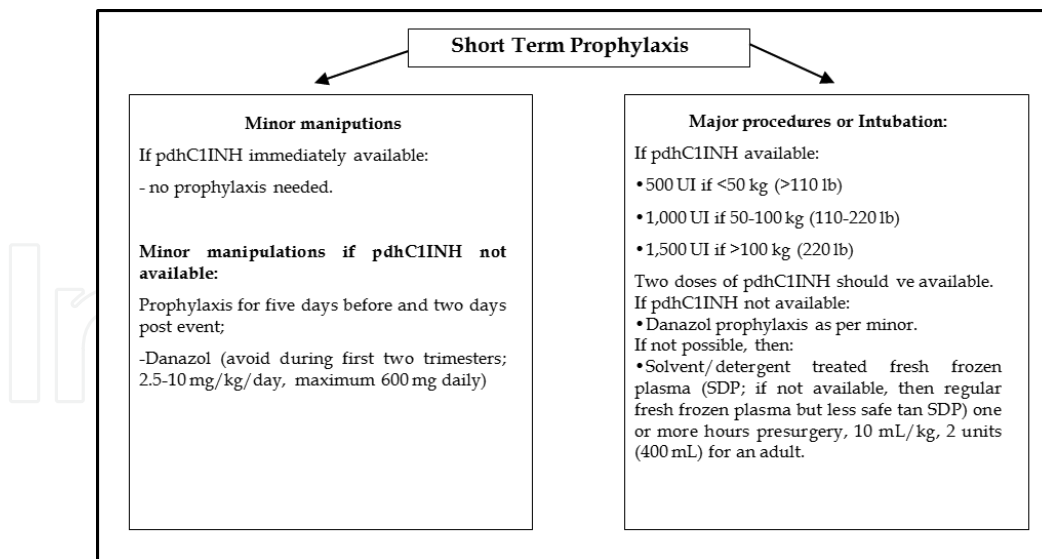 Short Term Prophylaxis
Minor maniputions
If pdhC1INH immediately available:
- no prophylaxis needed.
Minor manipulations if pdhC1INH not
available:
Prophylaxis for five days before and two days
post event;
-Danazol (avoid during first two trimesters;
2.5-10 mg/kg/day, maximum 600 mg daily)
Major procedures or Intubation:
If pdhC1INH available:
•500 UI if <50 kg (>110 lb)
•1,000 UI if 50-100 kg (110-220 lb)
•1,500 UI if >100 kg (220 lb)
Two doses of pdhC1INH should ve available.
If pdhC1INH not available:
•Danazol prophylaxis as per minor.
If not possible, then:
•Solvent/detergent treated fresh frozen
plasma (SDP; if not available, then regular
fresh frozen plasma but less safe tan SDP) one
or more hours presurgery, 10 mL/kg, 2 units
(400 mL) for an adult.